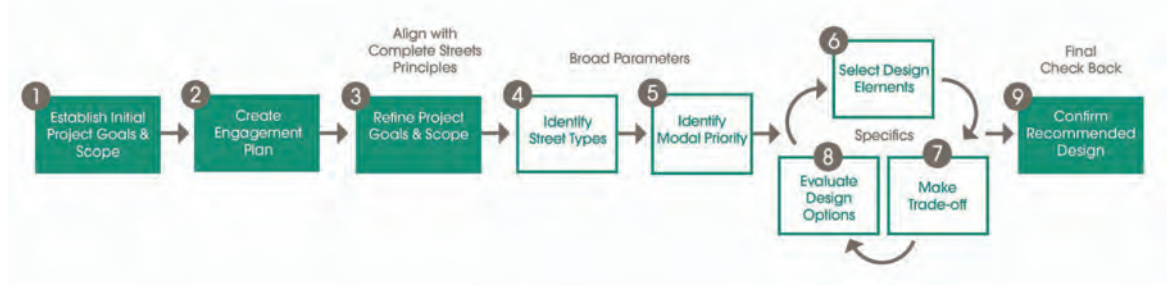 1
Establish Initial
Project Goals &
Scope
2
Create
Engagement
Plan
Align with
Complete Streets
Principles
3
Refine Project
Goals & Scope
Broad Parameters
4
Identify
Street Types
5
Identify
Modal Priority
6
Select Design
Elements
Specifics
7
Make
Trade-off
8
Evaluate
Design
Options
Final
Check Back
9
Confirm
Recommended
Design